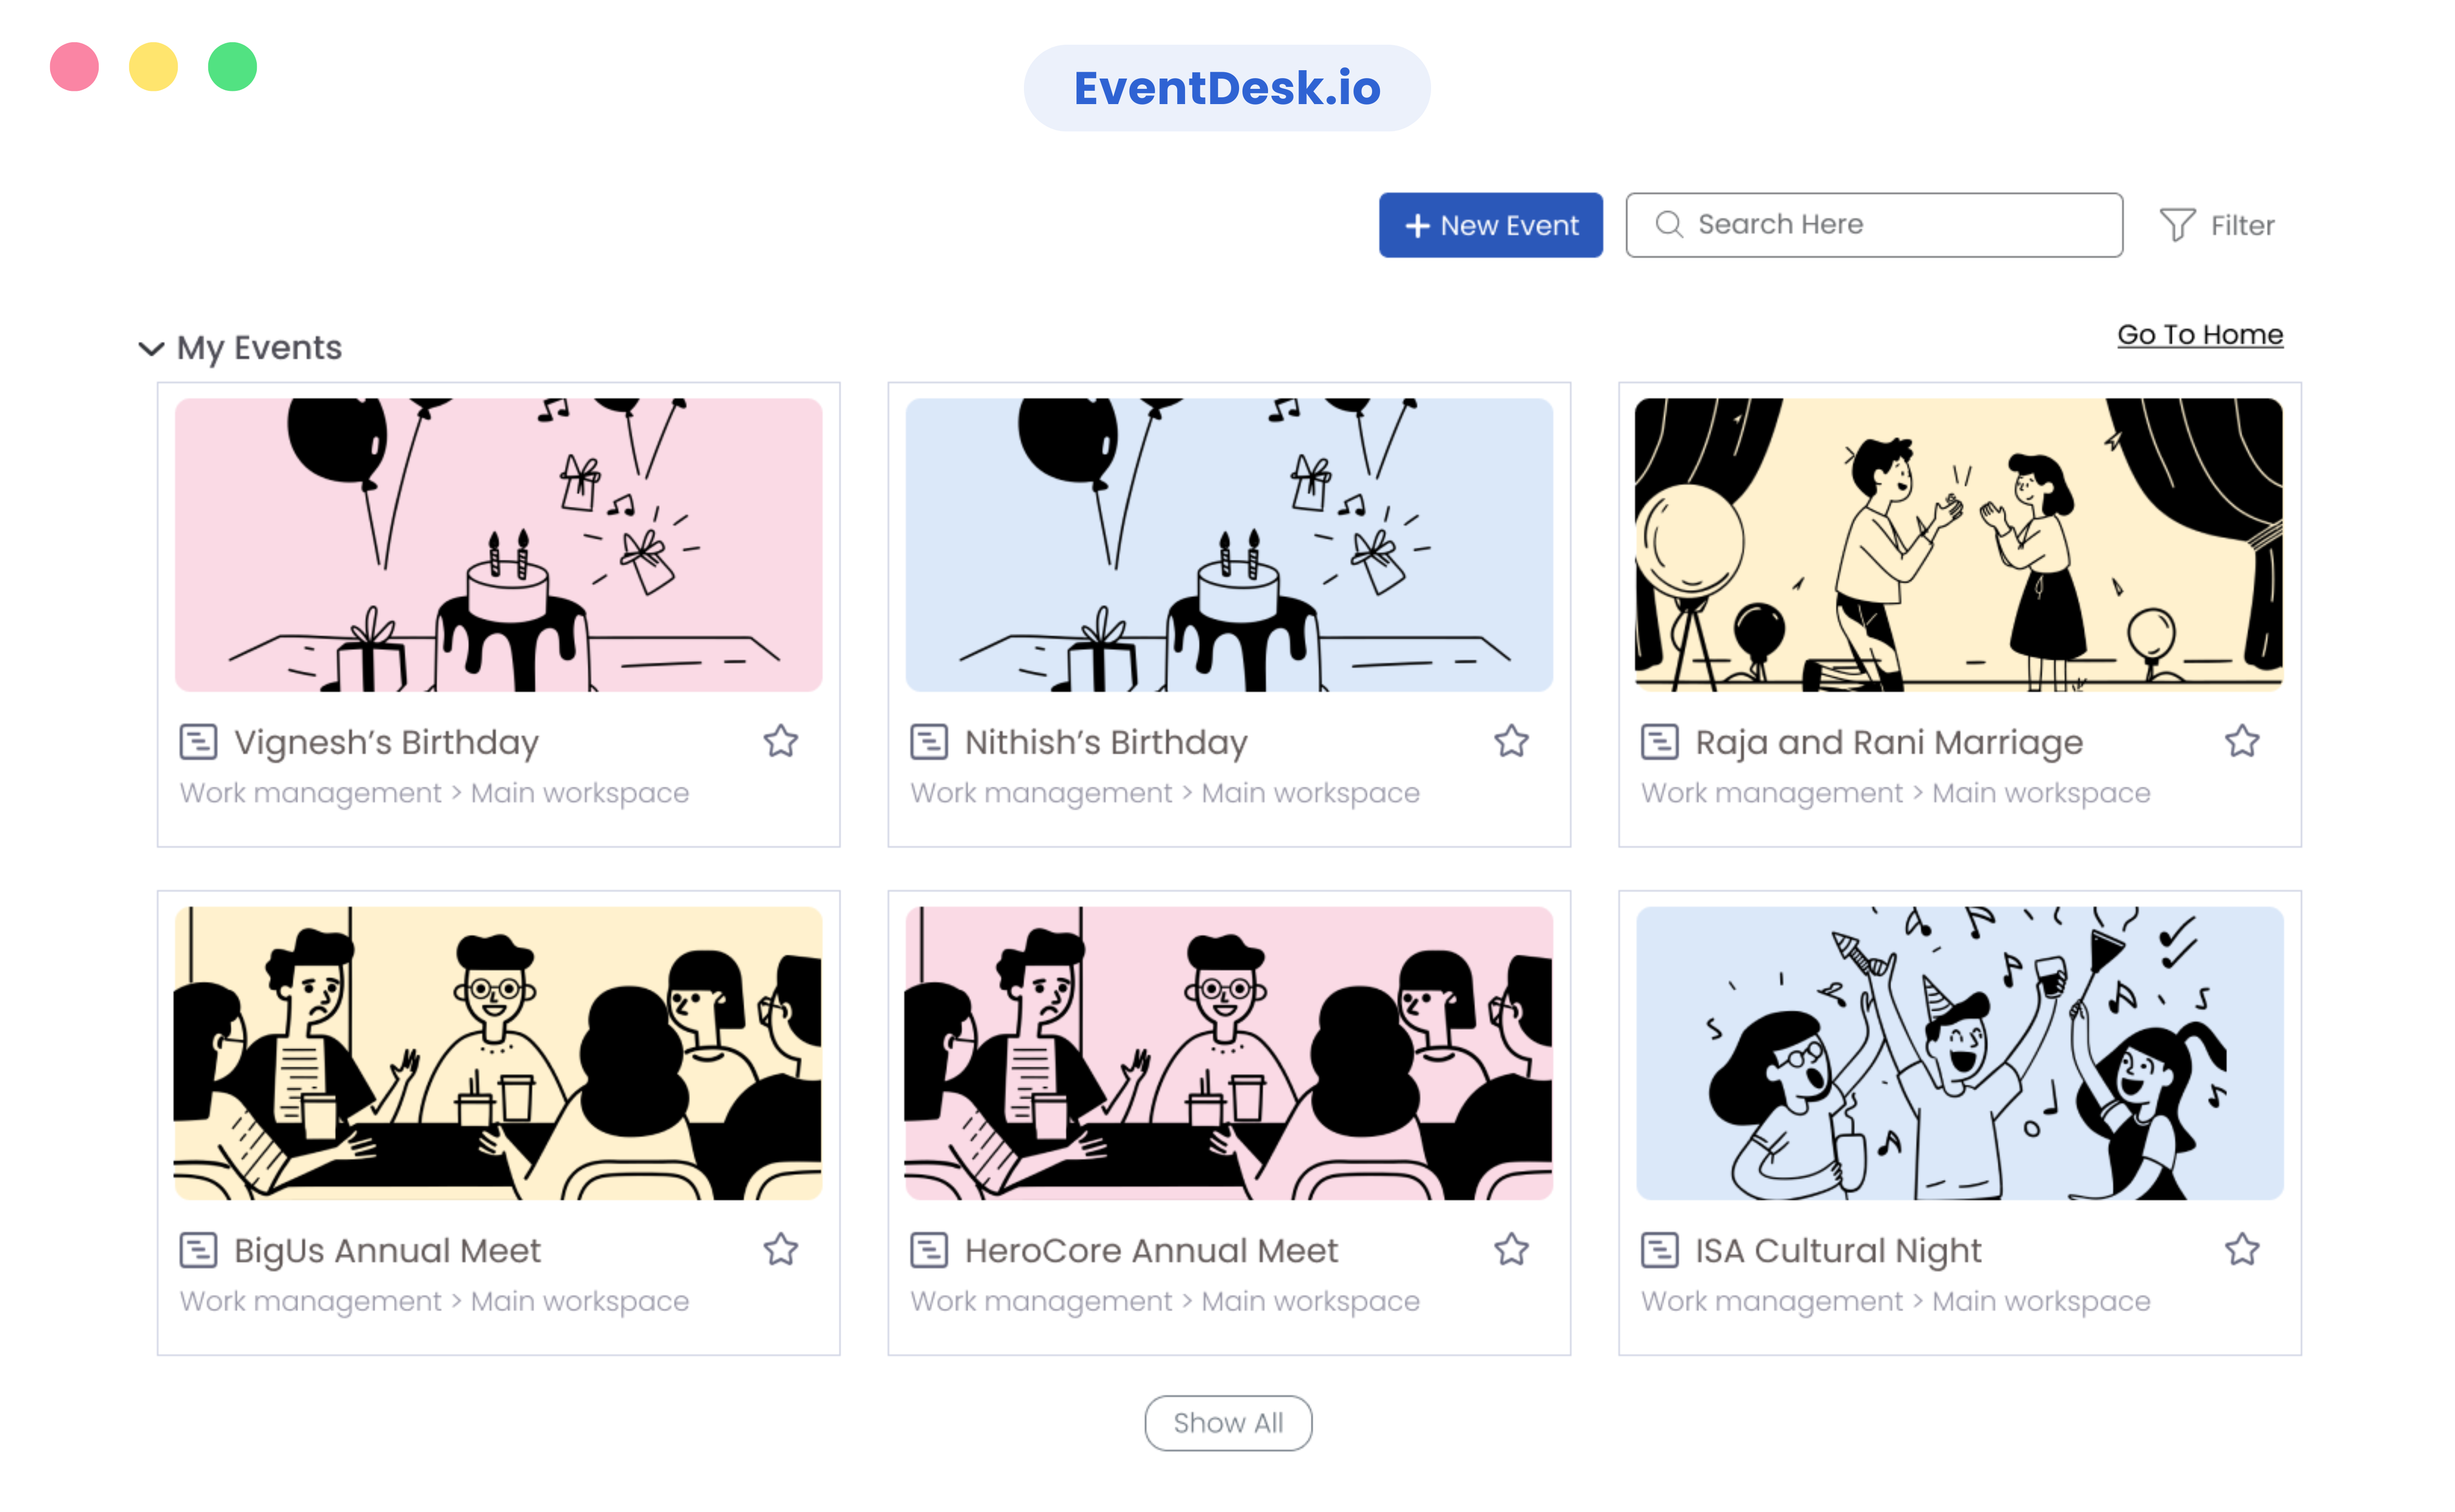 EventDesk.io
New Event
Search Here
Filter
My Events
Go To Home
Vignesh’s Birthday
Work management > Main workspace
Nithish’s Birthday
Work management > Main workspace
Raja and Rani Marriage
Work management > Main workspace
BigUs Annual Meet
Work management > Main workspace
HeroCore Annual Meet
Work management > Main workspace
ISA Cultural Night
Work management > Main workspace
Show All